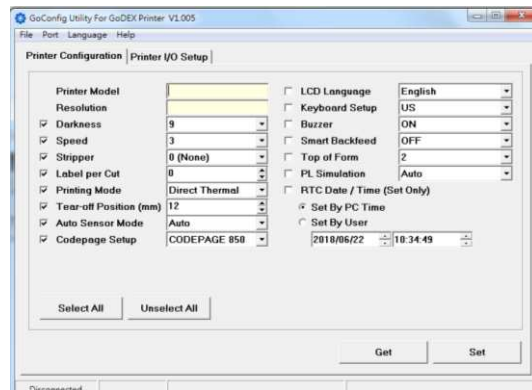 GoConfig Utility For GoDEX Printer V1.005
File Port Language Help
Printer Configuration Printer I/O Setup
Printer Model
Resolution
Darkness 9
Speed 3
Stripper 0 (None)
Label per Cut 0
Printing Mode Direct Thermal
Tear-off Position (mm) 12
Auto Sensor Mode Auto
Codepage Setup CODEPAGE 850
LCD Language English
Keyboard Setup US
Buzzer ON
Smart Backfeed OFF
Top of Form 2
PL Simulation Auto
RTC Date / Time (Set Only)
Set By PC Time
Set By User
2018/06/22 10:34:49
Select All Unselect All
Get Set
Disconnected